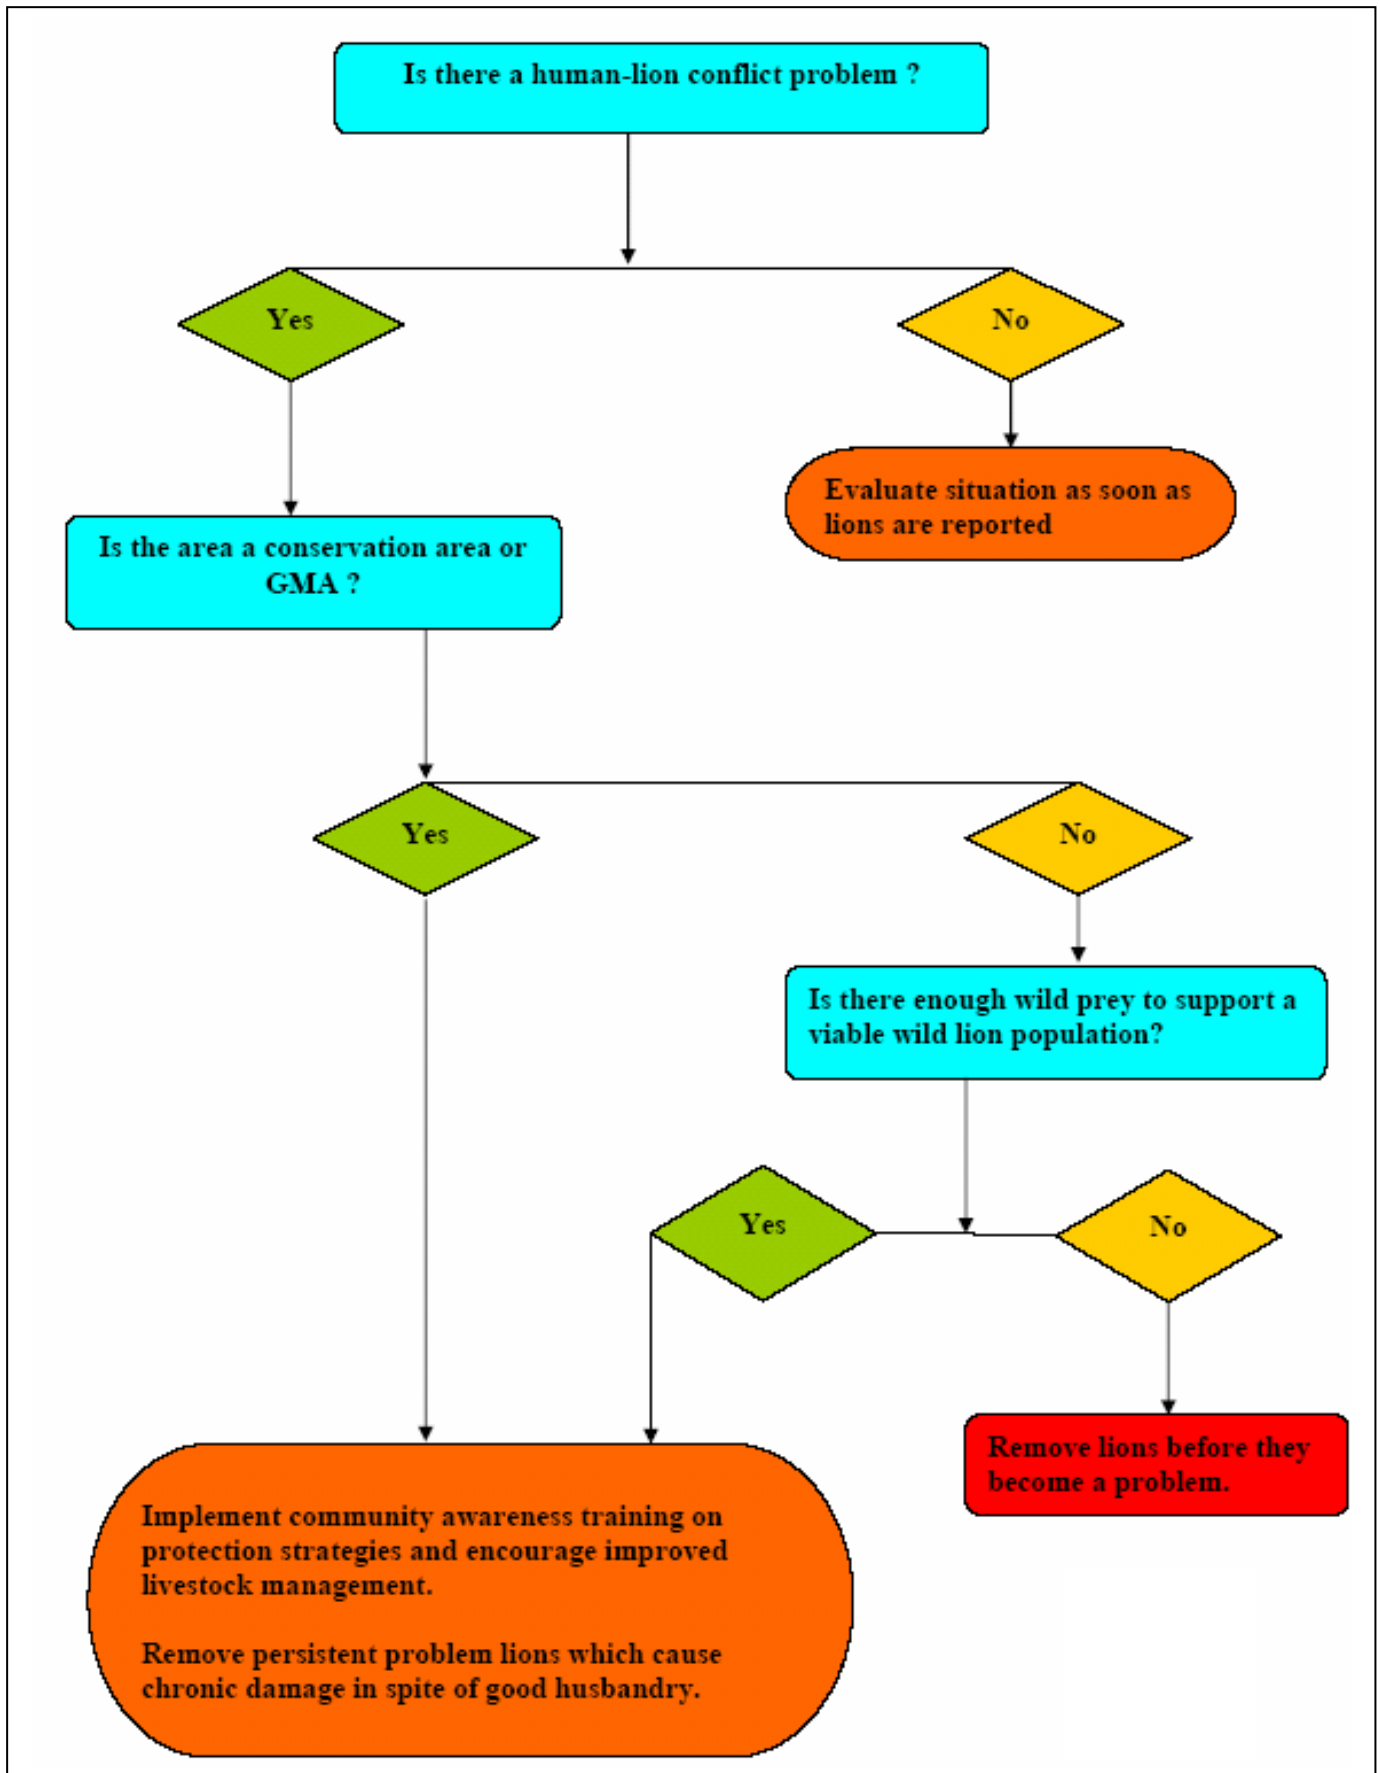 Is there a human-lion conflict problem ?
Yes
No
Evaluate situation as soon as
lions are reported
Is the area a conservation area or
GMA ?
Yes
No
Is there enough wild prey to support a
viable wild lion population?
Yes
No
Remove lions before they
become a problem.
Implement community awareness training on
protection strategies and encourage improved
livestock management.
Remove persistent problem lions which cause
chronic damage in spite of good husbandry.